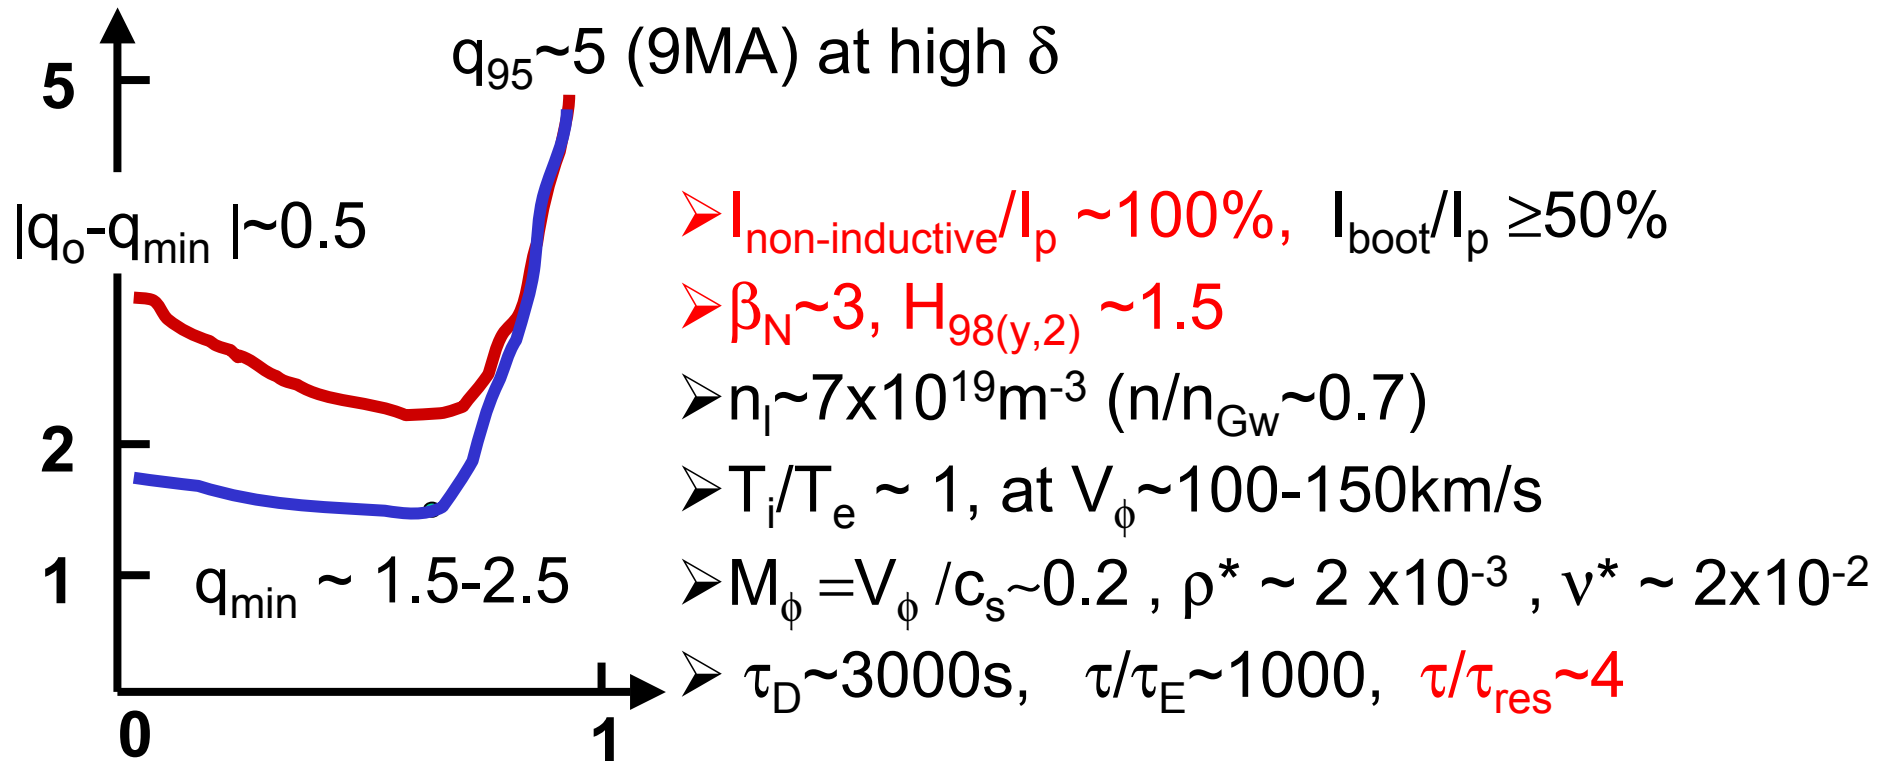 q95~5 (9MA) at high δ
5
|qo-qmin |~0.5
2
1
qmin ~ 1.5-2.5
0
1
➢Inon-inductive/Ip ~100%, Iboot/Ip ≥50%
➢βN~3, H98(y,2) ~1.5
➢nl~7x10¹⁹m⁻³ (n/nGw~0.7)
➢Ti/Te ~ 1, at Vϕ~100-150km/s
➢Mϕ =Vϕ /cs~0.2 , ρ* ~ 2 x10⁻³ , ν* ~ 2x10⁻²
➢ τD~3000s, τ/τE~1000, τ/τres~4